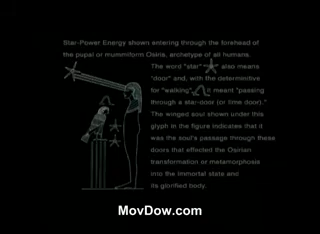 Star-Power Energy shown entering through the forehead of
the pupal or mummiform Osiris, archetype of all humans.
The word "star" also means
"door" and, with the determinitive
for "walking" it meant "passing
through a star-door (or time door)."
The winged soul shown under this
glyph in the figure indicates that it
was the soul's passage through these
doors that effected the Osirian
transformation or metamorphosis
into the immortal state and
its glorified body.
MovDow.com